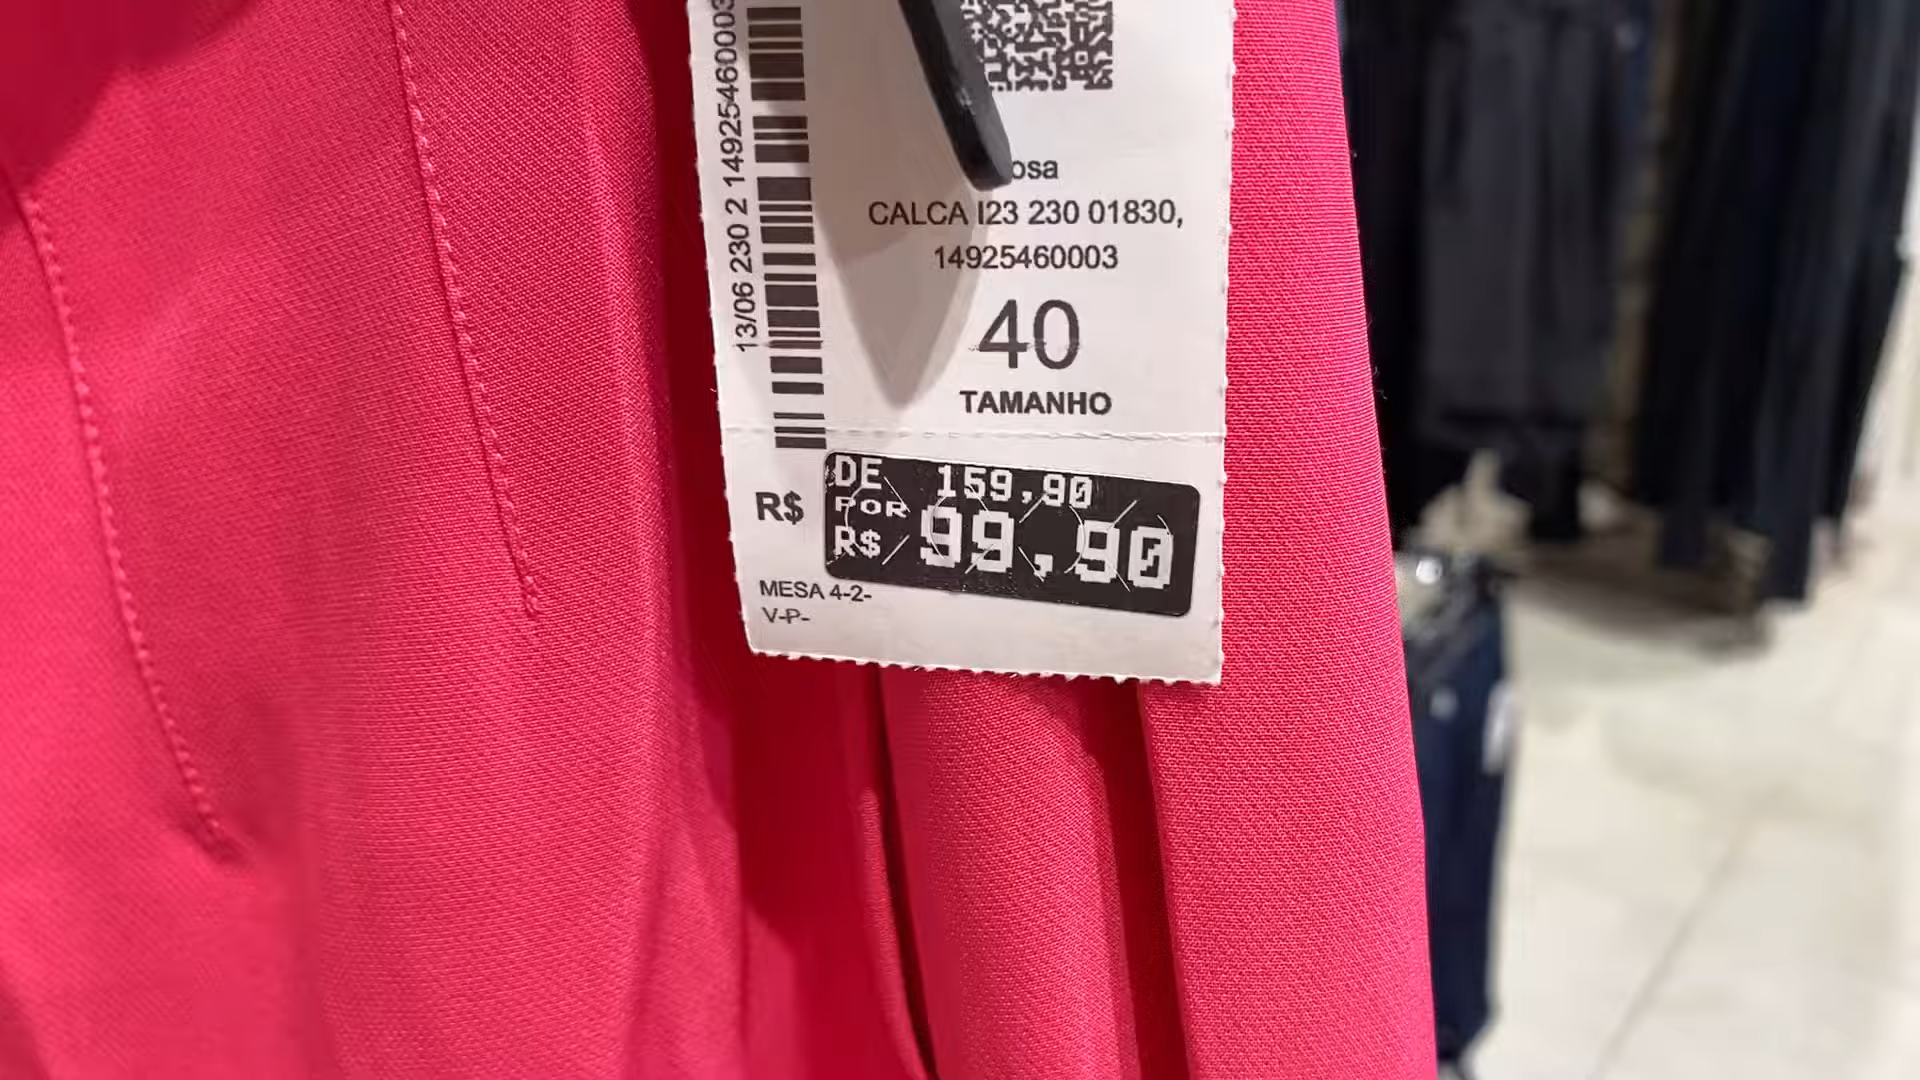 13/06 230 2 14925460003
CALCA I23 230 01830,
14925460003
40
TAMANHO
R$
DE 159,90
POR
R$ 99,90
MESA 4-2-
V-P-